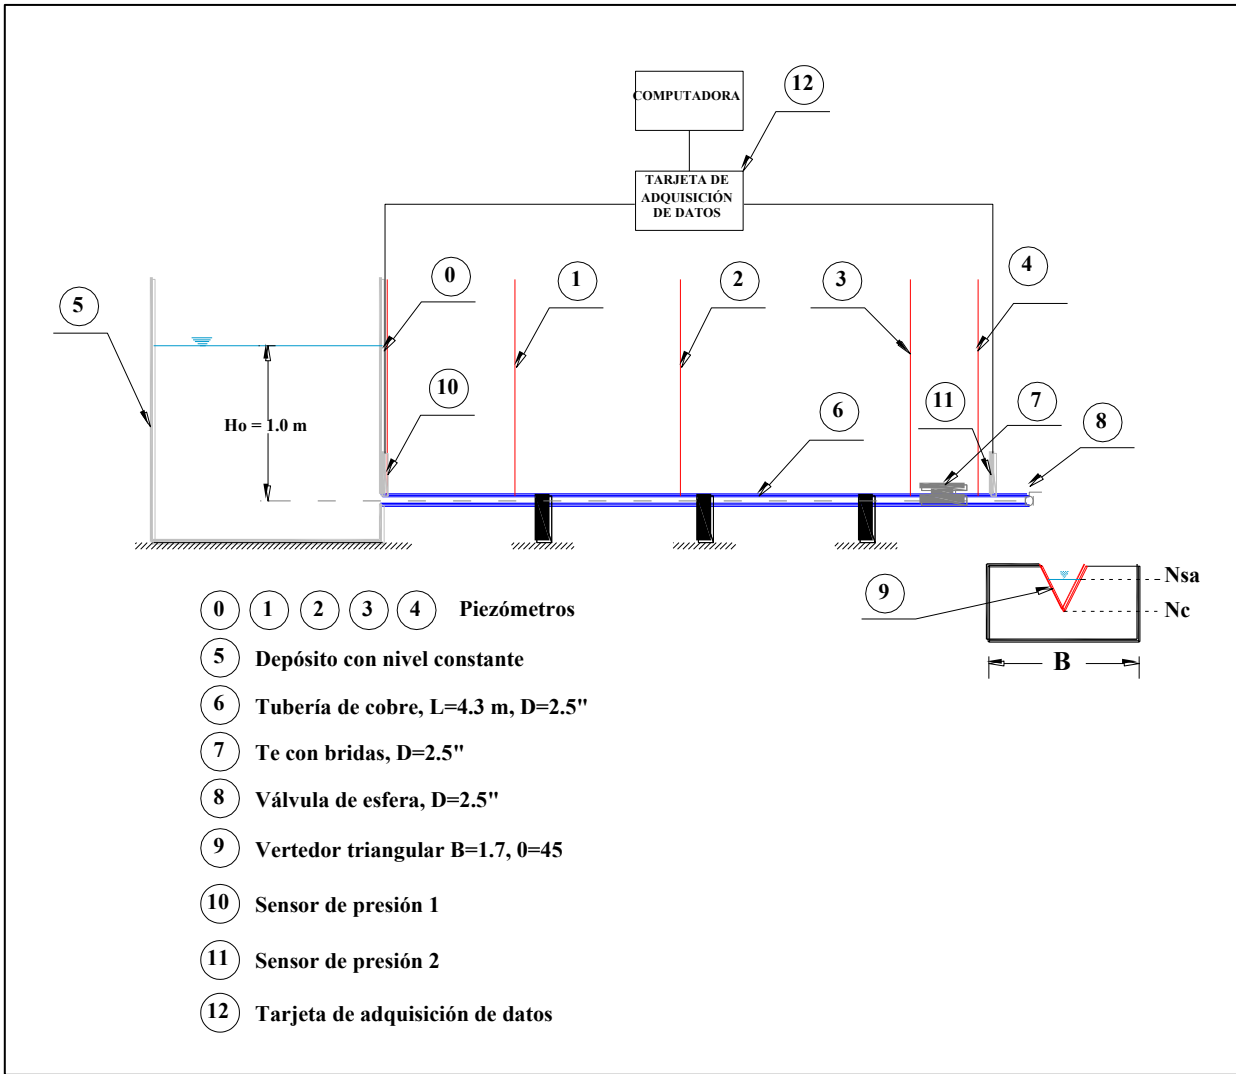 COMPUTADORA
12
TARJETA DE
ADQUISICIÓN
DE DATOS
0
1
2
3
4
5
10
6
11
7
8
Ho = 1.0 m
9
Nsa
Nc
B
0 1 2 3 4 Piezómetros
5 Depósito con nivel constante
6 Tubería de cobre, L=4.3 m, D=2.5"
7 Te con bridas, D=2.5"
8 Válvula de esfera, D=2.5"
9 Vertedor triangular B=1.7, 0=45
10 Sensor de presión 1
11 Sensor de presión 2
12 Tarjeta de adquisición de datos